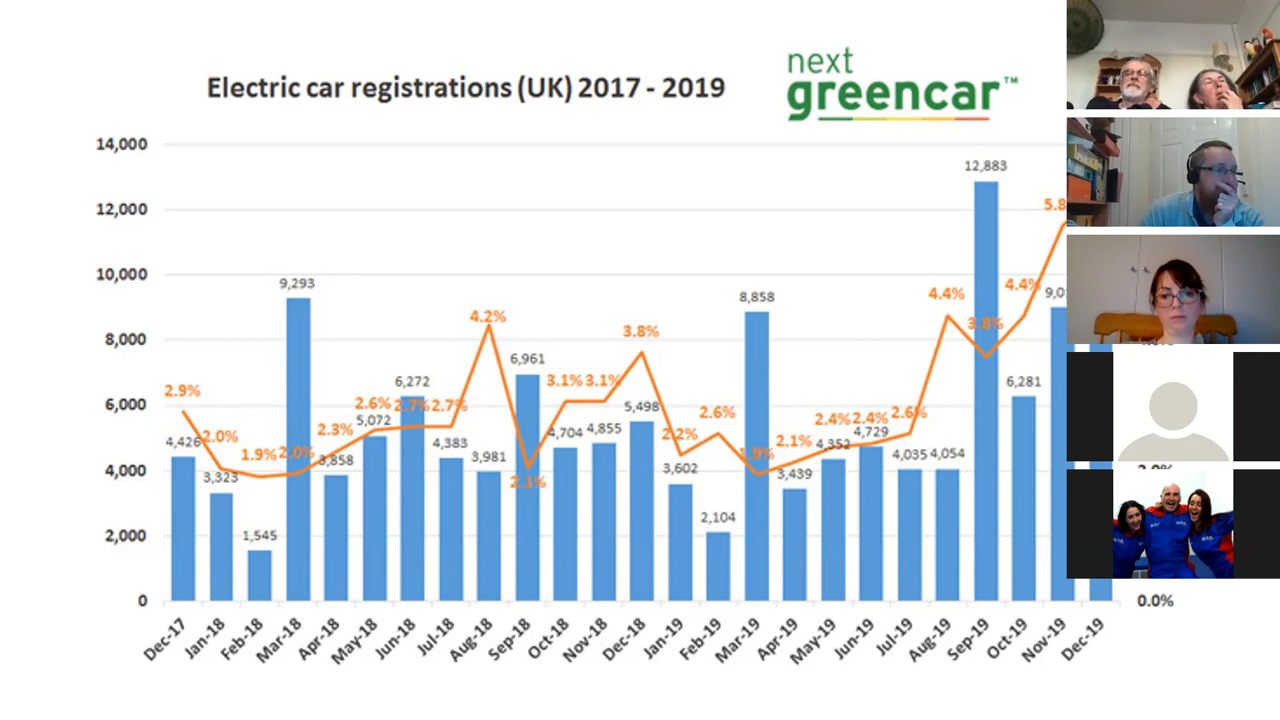 next
greencar™
Electric car registrations (UK) 2017 - 2019
14,000
12,000
10,000
8,000
6,000
4,000
2,000
0
4,426
3,323
1,545
9,293
3,858
5,072
6,272
4,383
3,981
6,961
4,704
4,855
5,498
3,602
2,104
8,858
3,439
4,352
4,729
4,035
4,054
12,883
6,281
9,0
2.9%
2.0%
1.9%
2.0%
2.3%
2.6%
2.7%
2.7%
4.2%
2.1%
3.1%
3.1%
3.8%
2.2%
2.6%
1.9%
2.1%
2.4%
2.4%
2.6%
4.4%
3.8%
4.4%
5.8
0.0%
Dec-17
Jan-18
Feb-18
Mar-18
Apr-18
May-18
Jun-18
Jul-18
Aug-18
Sep-18
Oct-18
Nov-18
Dec-18
Jan-19
Feb-19
Mar-19
Apr-19
May-19
Jun-19
Jul-19
Aug-19
Sep-19
Oct-19
Nov-19
Dec-19